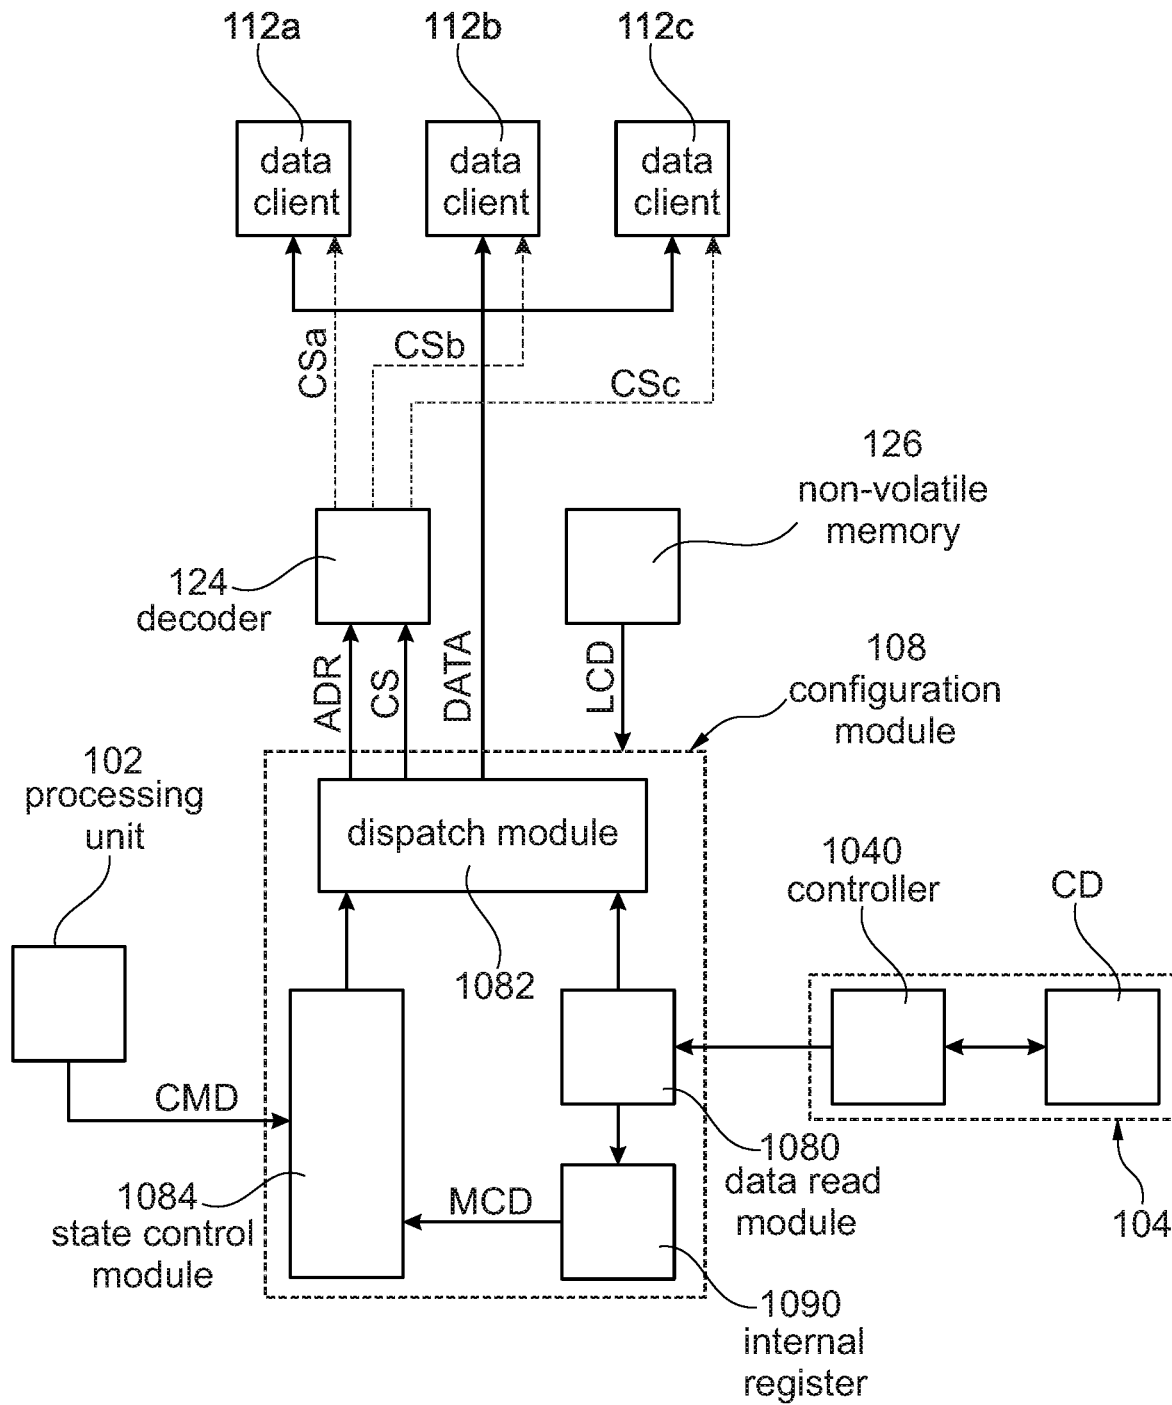 112a
112b
112c
data
client
data
client
data
client
CSa
CSb
CSc
126
non-volatile
memory
124
decoder
ADR
CS
DATA
LCD
108
configuration
module
102
processing
unit
dispatch module
1040
controller
CD
1082
CMD
1080
data read
module
1084
state control
module
MCD
104
1090
internal
register